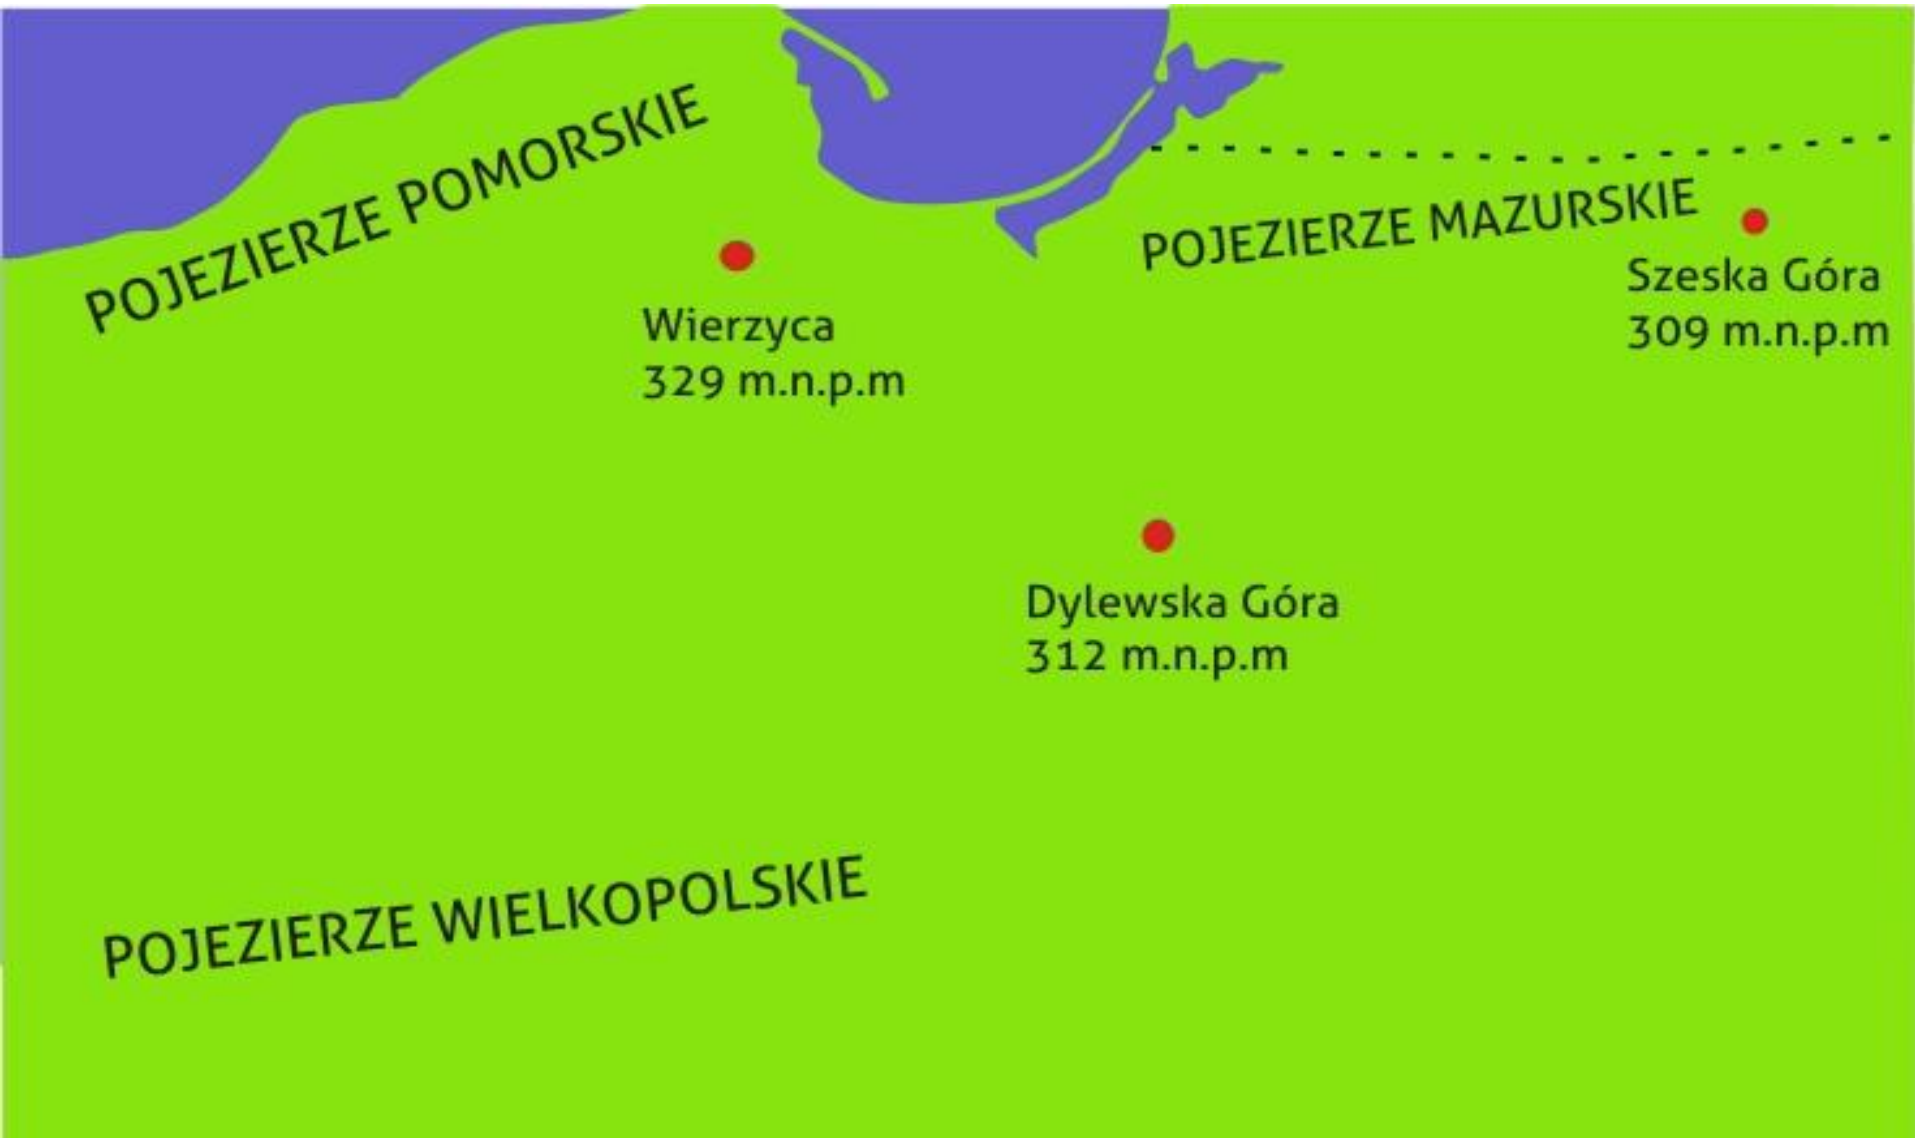 POJEZIERZE POMORSKIE
POJEZIERZE MAZURSKIE
Szeska Góra
309 m.n.p.m
Wierzyca
329 m.n.p.m
Dylewska Góra
312 m.n.p.m
POJEZIERZE WIELKOPOLSKIE